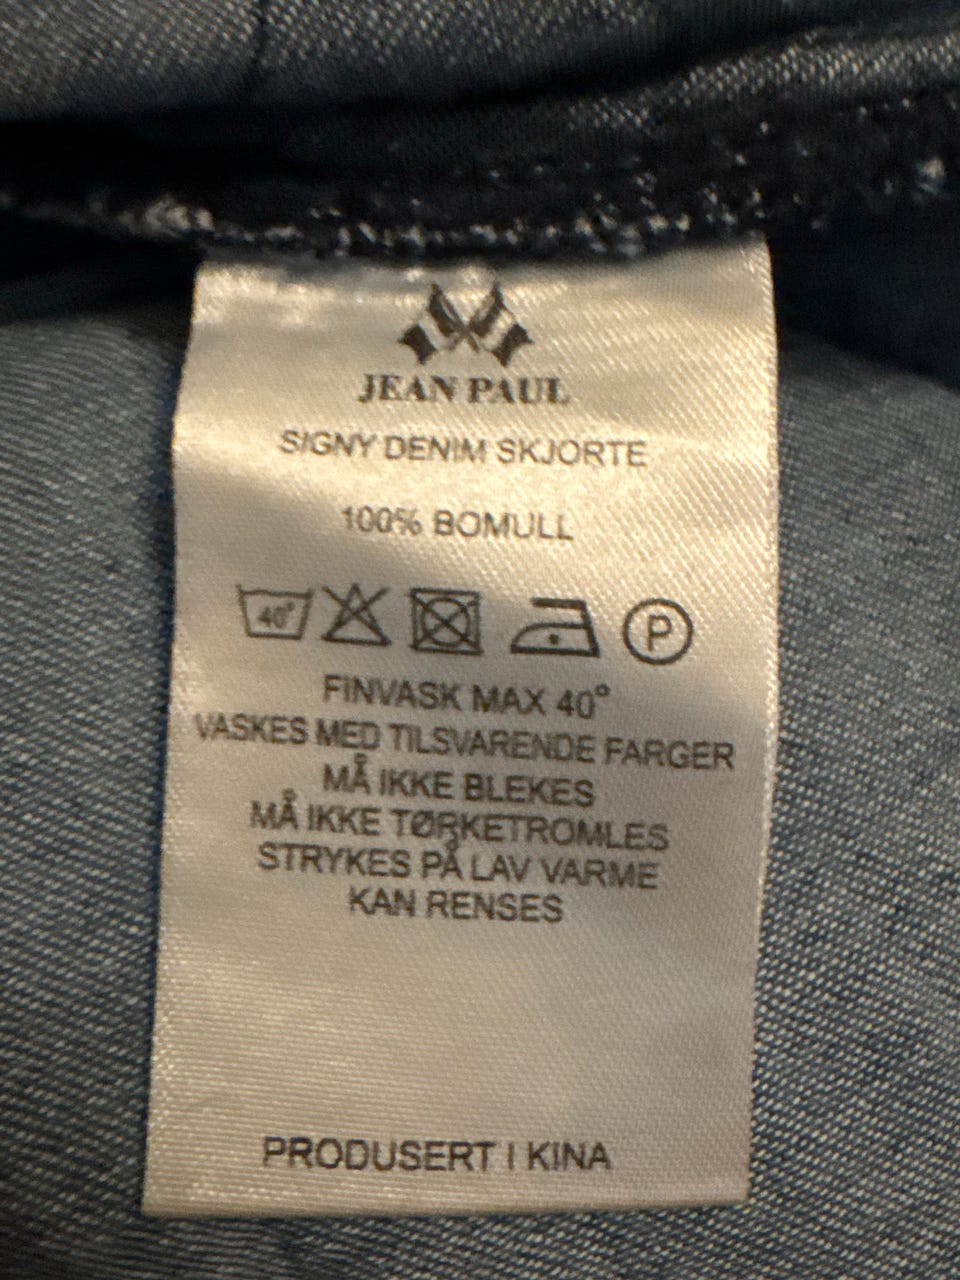 JEAN PAUL
SIGNY DENIM SKJORTE
100% BOMULL
40° P
FINVASK MAX 40°
VASKES MED TILSVARENDE FARGER
MÅ IKKE BLEKES
MÅ IKKE TØRKETROMLES
STRYKES PÅ LAV VARME
KAN RENSES
PRODUSERT I KINA